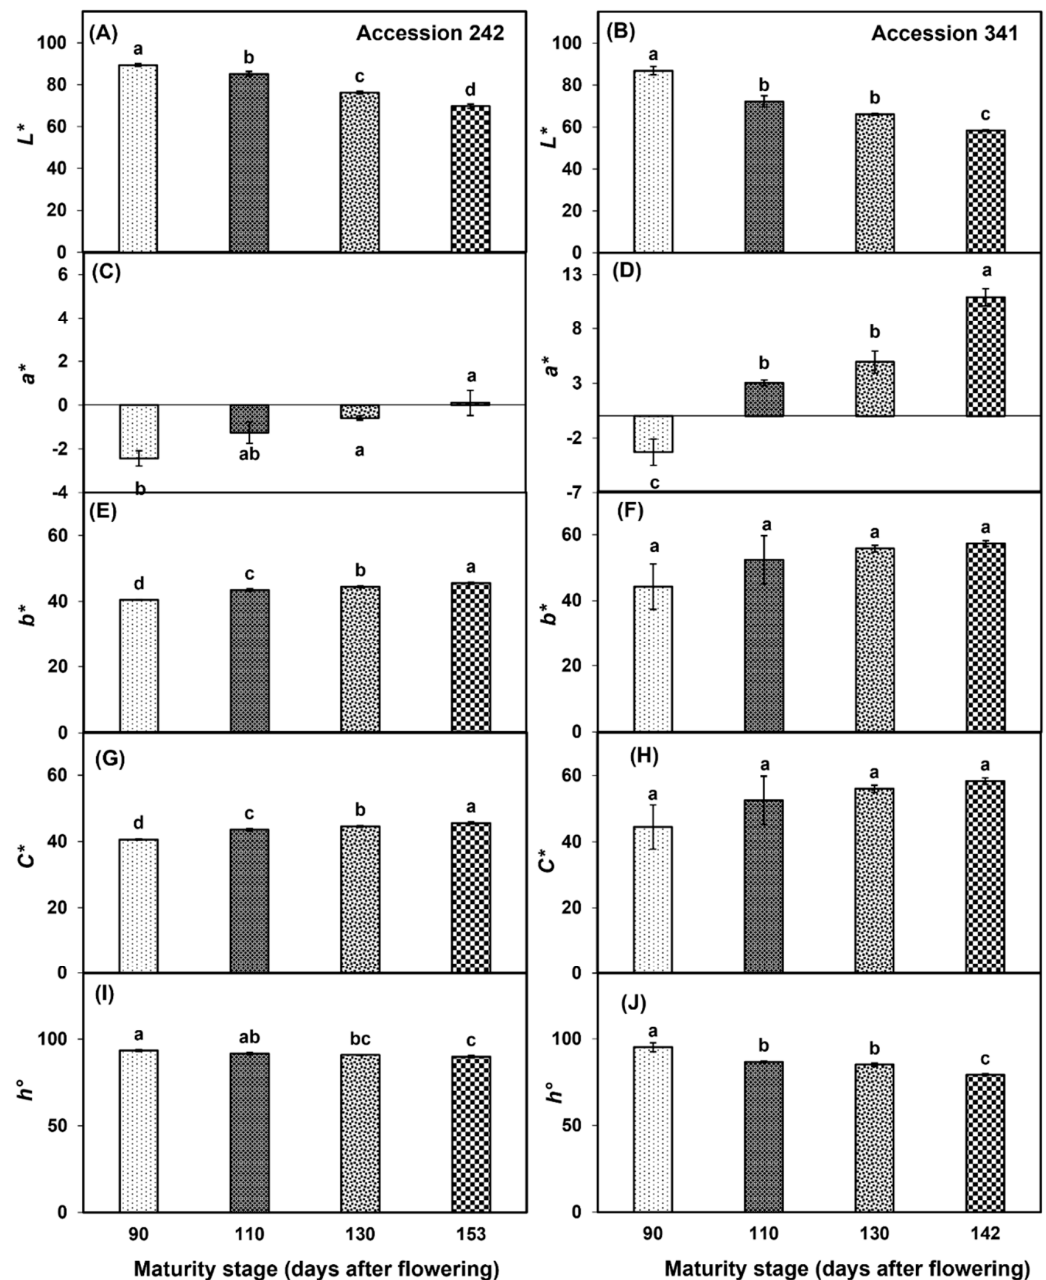 (A) Accession 242
100
80
60
40
20
0
L*
a
b
c
d
(B) Accession 341
100
80
60
40
20
0
L*
a
b
b
c
(C)
6
4
2
0
-2
-4
a*
b
ab
a
a
(D)
13
8
3
-2
-7
a*
c
b
b
a
(E)
60
40
20
0
b*
d
c
b
a
(F)
60
40
20
0
b*
a
a
a
a
(G)
60
40
20
0
C*
d
c
b
a
(H)
60
40
20
0
C*
a
a
a
a
(I)
100
50
0
h°
a
ab
bc
c
90 110 130 153
Maturity stage (days after flowering)
(J)
100
50
0
h°
a
b
b
c
90 110 130 142
Maturity stage (days after flowering)